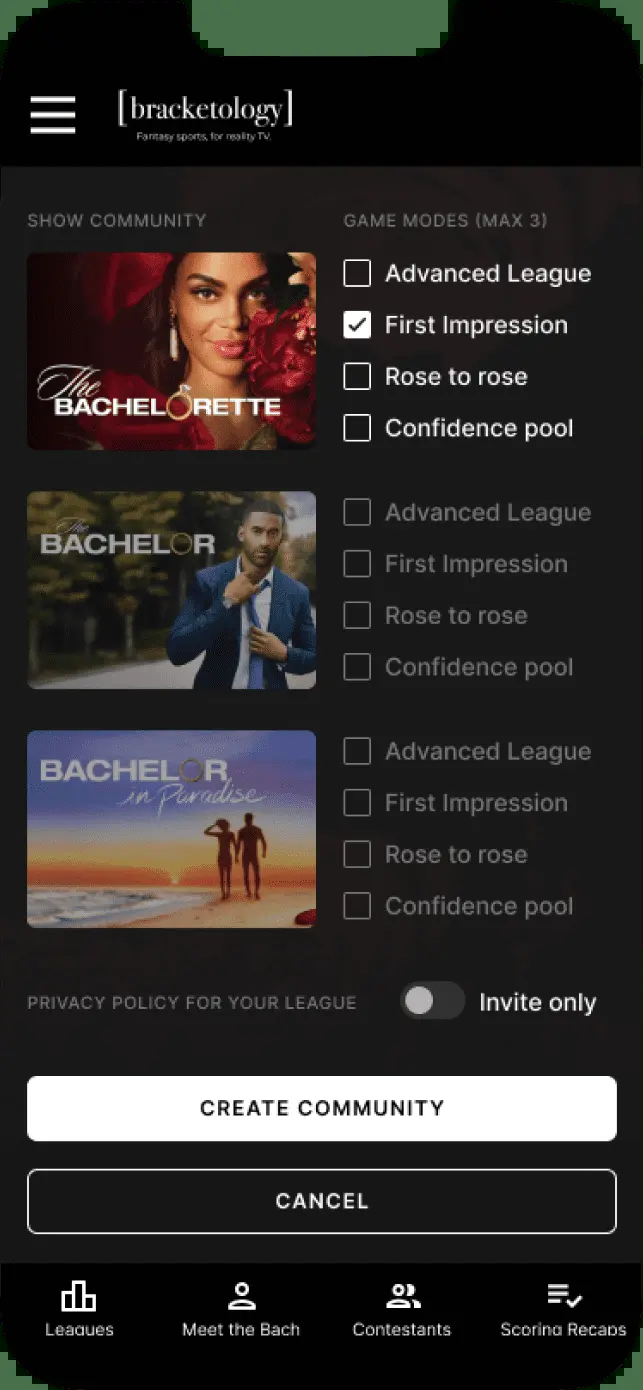 [bracketology]
Fantasy sports, for reality TV.
SHOW COMMUNITY
GAME MODES (MAX 3)
The
BACHELORETTE
Advanced League
First Impression
Rose to rose
Confidence pool
The
BACHELOR
Advanced League
First Impression
Rose to rose
Confidence pool
BACHELOR
in Paradise
Advanced League
First Impression
Rose to rose
Confidence pool
PRIVACY POLICY FOR YOUR LEAGUE
Invite only
CREATE COMMUNITY
CANCEL
Leagues
Meet the Bach
Contestants
Scoring Recaps